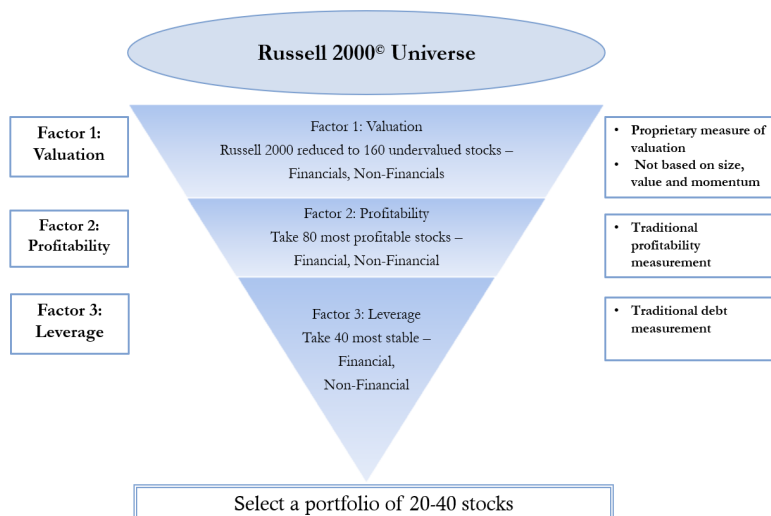 Russell 2000© Universe
Factor 1:
Valuation
Factor 1: Valuation
Russell 2000 reduced to 160 undervalued stocks –
Financials, Non-Financials
• Proprietary measure of
valuation
• Not based on size,
value and momentum
Factor 2:
Profitability
Factor 2: Profitability
Take 80 most profitable stocks –
Financial, Non-Financial
• Traditional
profitability
measurement
Factor 3:
Leverage
Factor 3: Leverage
Take 40 most stable –
Financial,
Non-Financial
• Traditional debt
measurement
Select a portfolio of 20-40 stocks